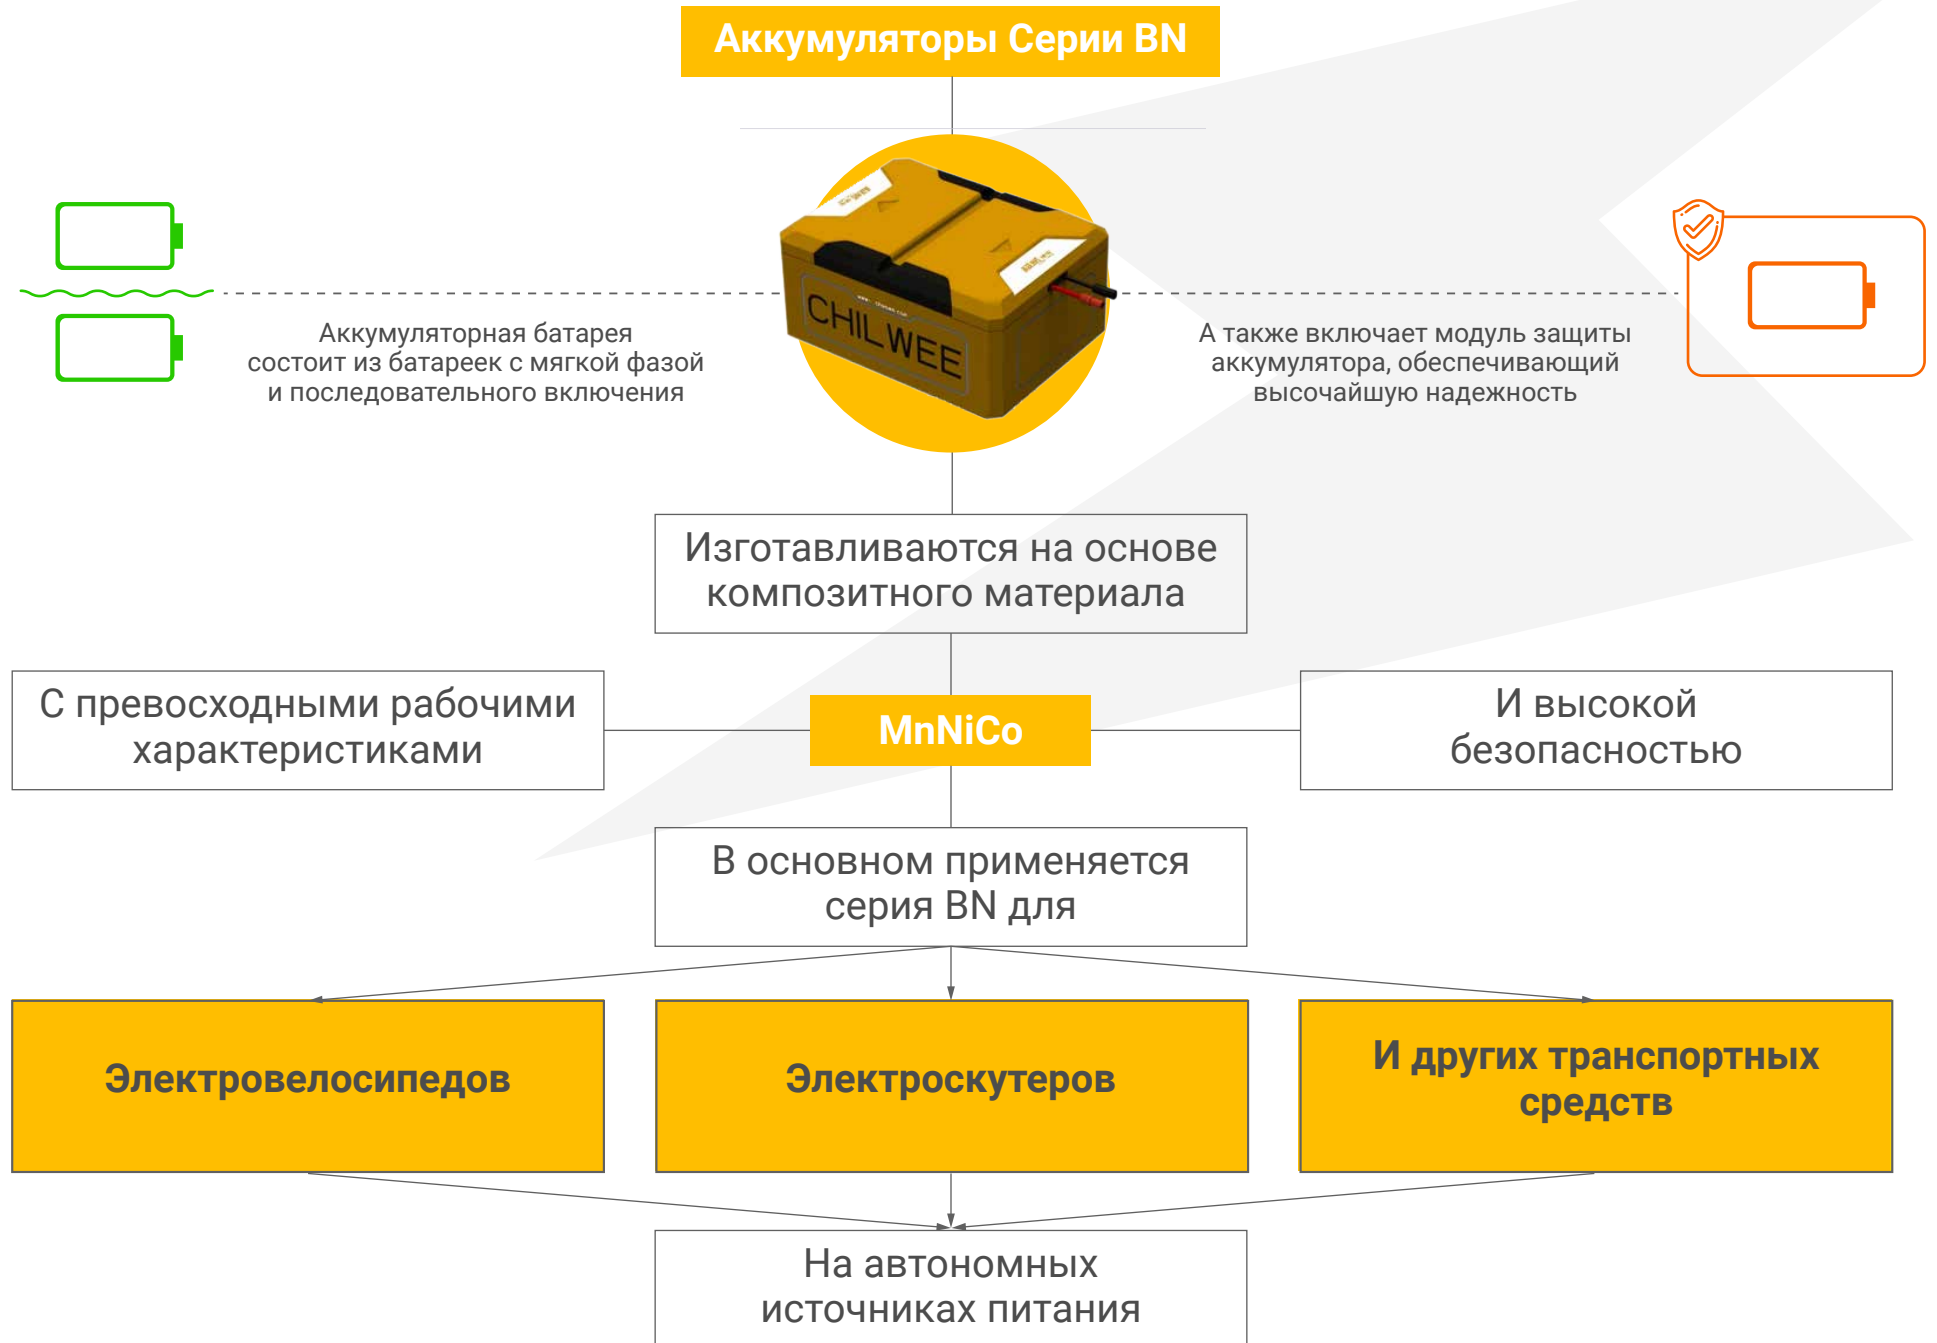 Аккумуляторы Серии BN
CHILWEE
Аккумуляторная батарея
состоит из батареек с мягкой фазой
и последовательного включения
А также включает модуль защиты
аккумулятора, обеспечивающий
высочайшую надежность
Изготавливаются на основе
композитного материала
С превосходными рабочими
характеристиками
MnNiCo
И высокой
безопасностью
В основном применяется
серия BN для
Электровелосипедов
Электроскутеров
И других транспортных
средств
На автономных
источниках питания